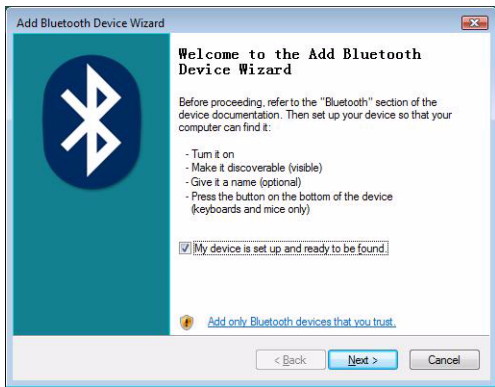 Add Bluetooth Device Wizard
Welcome to the Add Bluetooth
Device Wizard
Before proceeding, refer to the "Bluetooth" section of the
device documentation. Then set up your device so that your
computer can find it:
- Turn it on
- Make it discoverable (visible)
- Give it a name (optional)
- Press the button on the bottom of the device
(keyboards and mice only)
My device is set up and ready to be found.
Add only Bluetooth devices that you trust.
< Back Next > Cancel